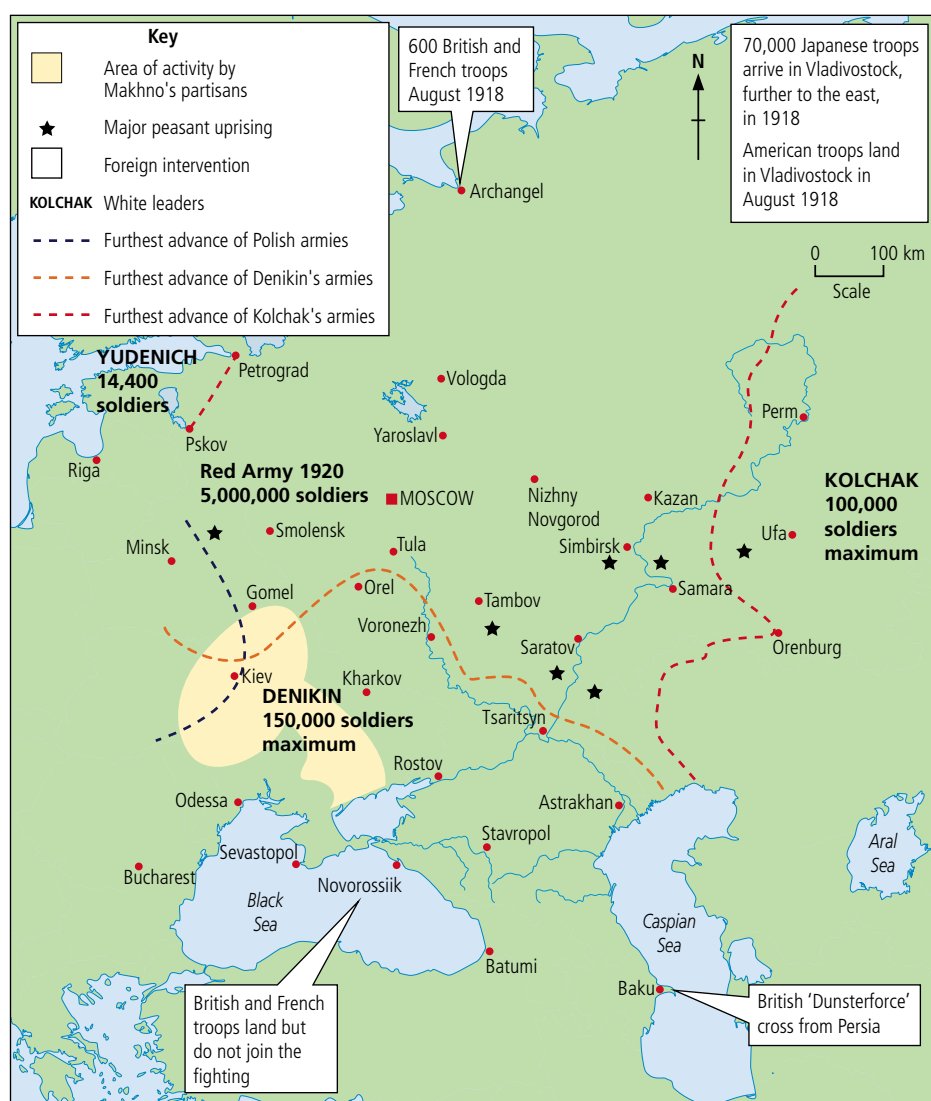 Key
Area of activity by
Makhno's partisans
Major peasant uprising
Foreign intervention
KOLCHAK White leaders
Furthest advance of Polish armies
Furthest advance of Denikin's armies
Furthest advance of Kolchak's armies
600 British and
French troops
August 1918
N
70,000 Japanese troops
arrive in Vladivostock,
further to the east,
in 1918
American troops land
in Vladivostock in
August 1918
Archangel
0 100 km
Scale
YUDENICH
14,400
soldiers
Petrograd
Vologda
Perm
Pskov
Yaroslavl
Riga
Red Army 1920
5,000,000 soldiers
MOSCOW
Nizhny
Novgorod
Kazan
KOLCHAK
100,000
soldiers
maximum
Ufa
Smolensk
Minsk
Tula
Simbirsk
Gomel
Orel
Samara
Tambov
Voronezh
Saratov
Orenburg
Kiev
Kharkov
DENIKIN
150,000 soldiers
maximum
Tsaritsyn
Rostov
Odessa
Astrakhan
Stavropol
Sevastopol
Bucharest
Novorossiik
Aral
Sea
Black
Sea
Caspian
Sea
Batumi
Baku
British and French
troops land but
do not join the
fighting
British ‘Dunsterforce’
cross from Persia